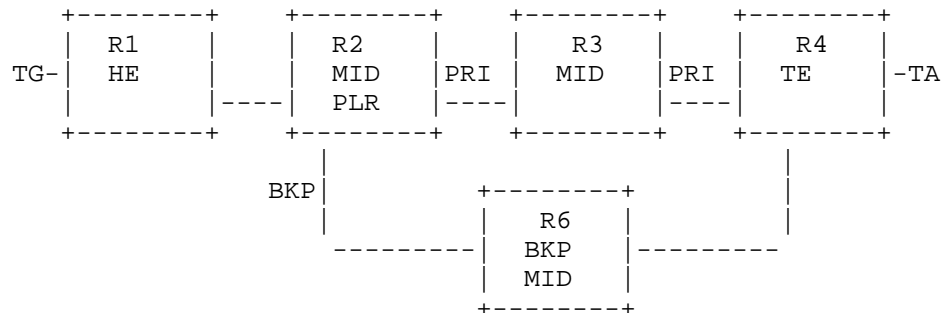 R1 R2 R3 R4
TG- HE MID PRI MID PRI TE -TA
PLR
BKP R6
BKP
MID